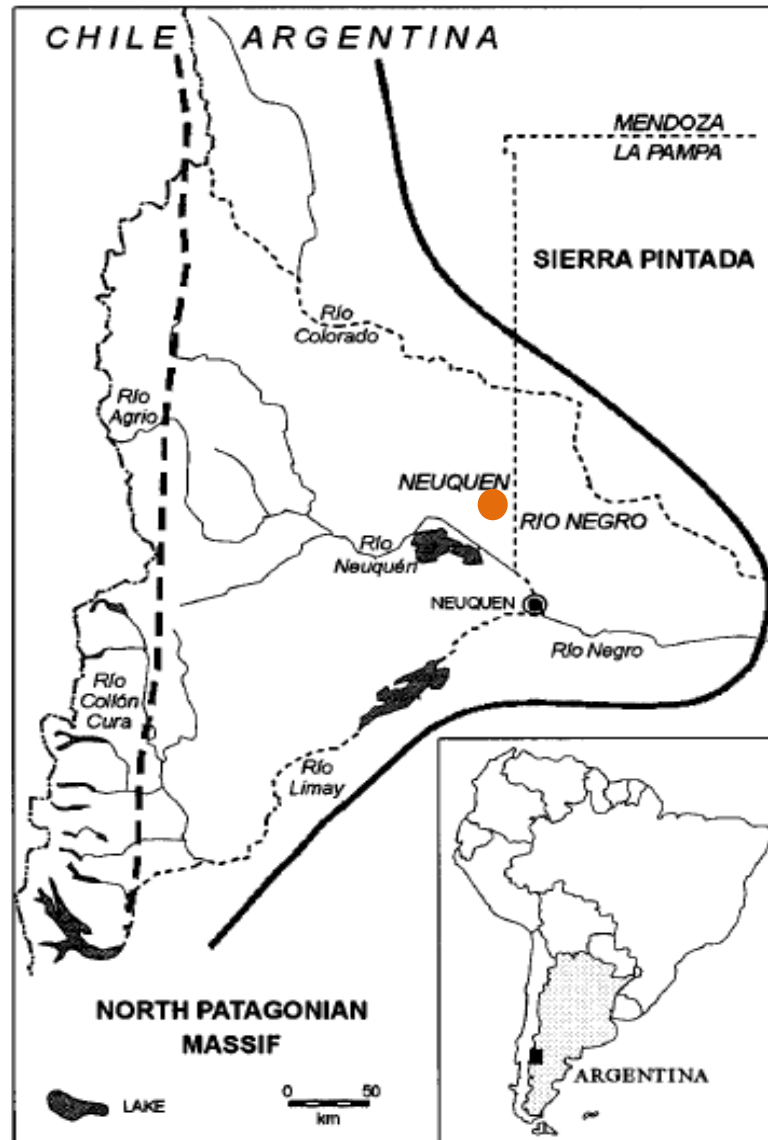 CHILE ARGENTINA
MENDOZA
LA PAMPA
SIERRA PINTADA
Río
Colorado
Río
Agrio
NEUQUEN
RIO NEGRO
Río
Neuquén
NEUQUEN
Río Negro
Río
Collón
Cura
Río
Limay
NORTH PATAGONIAN
MASSIF
LAKE
0 50
km
ARGENTINA